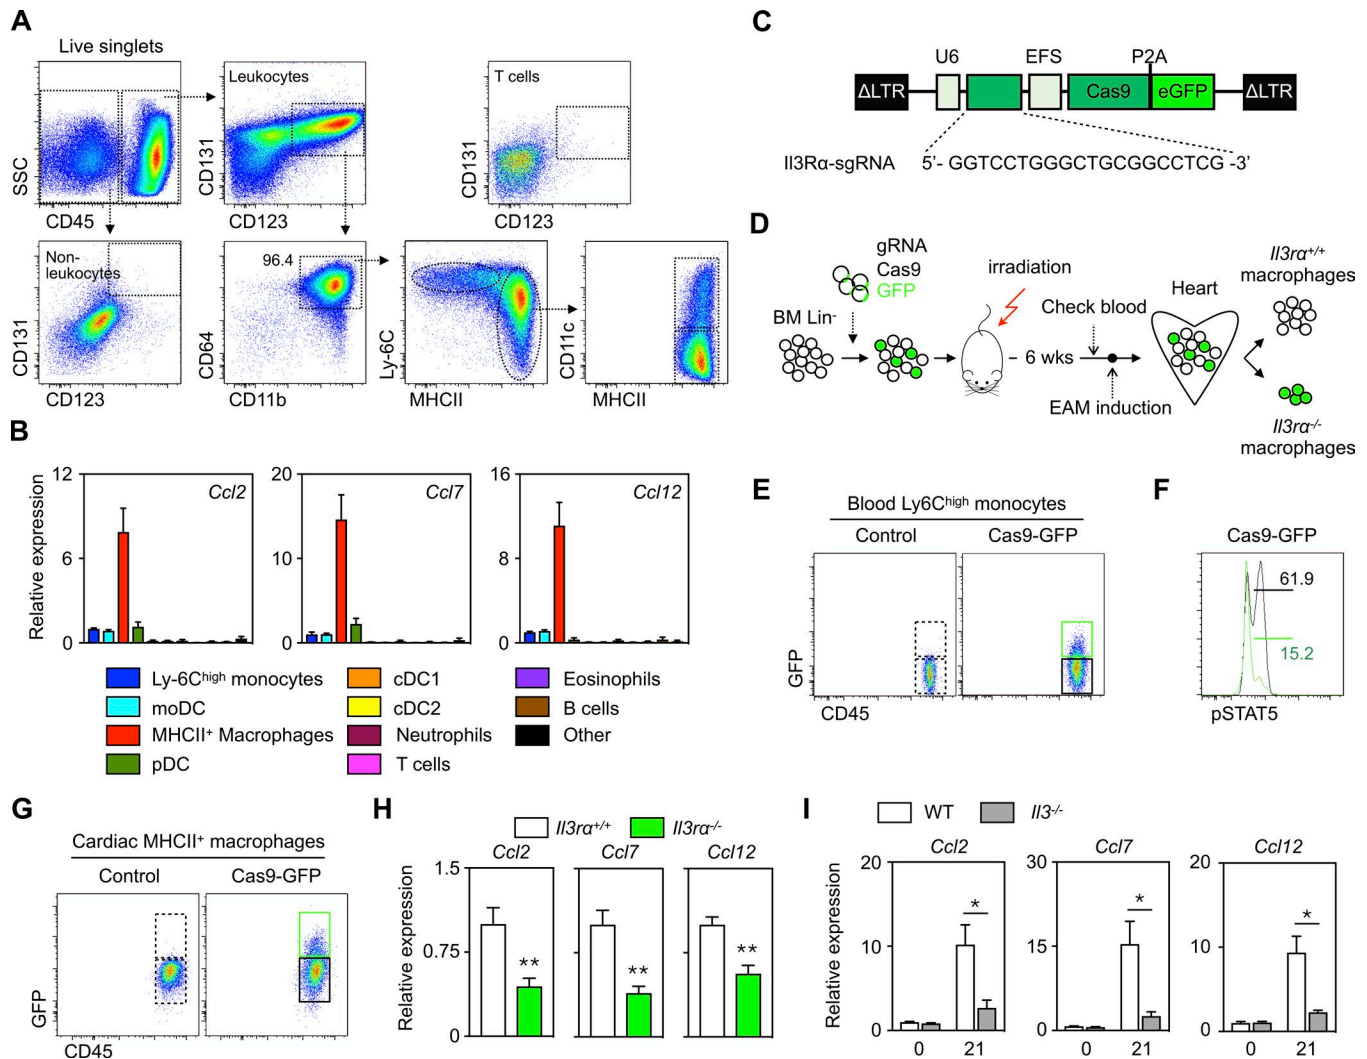 A
Live singlets
SSC
CD45
Leukocytes
CD131
CD123
T cells
CD131
CD123
Non-
leukocytes
CD131
CD123
96.4
CD64
CD11b
Ly-6C
MHCII
CD11c
MHCII
B
Relative expression
12
6
0
Ccl2
20
10
0
Ccl7
16
8
0
Ccl12
Ly-6Chigh monocytes
moDC
MHCII+ Macrophages
pDC
cDC1
cDC2
Neutrophils
T cells
Eosinophils
B cells
Other
C
U6
EFS
P2A
ΔLTR
Cas9
eGFP
ΔLTR
Il3Rα-sgRNA 5'- GGTCCTGGGCTGCGGCCTCG -3'
D
gRNA
Cas9
GFP
BM Lin-
irradiation
6 wks
Check blood
EAM induction
Heart
Il3rα+/+
macrophages
Il3rα-/-
macrophages
E
Blood Ly6Chigh monocytes
Control
Cas9-GFP
GFP
CD45
F
Cas9-GFP
61.9
15.2
pSTAT5
G
Cardiac MHCII+ macrophages
Control
Cas9-GFP
GFP
CD45
H
Il3rα+/+
Il3rα-/-
Ccl2
Ccl7
Ccl12
Relative expression
1.5
0.75
0
**
**
**
I
WT
Il3-/-
Relative expression
Ccl2
20
10
0
*
0 21
Ccl7
30
15
0
*
0 21
Ccl12
20
10
0
*
0 21